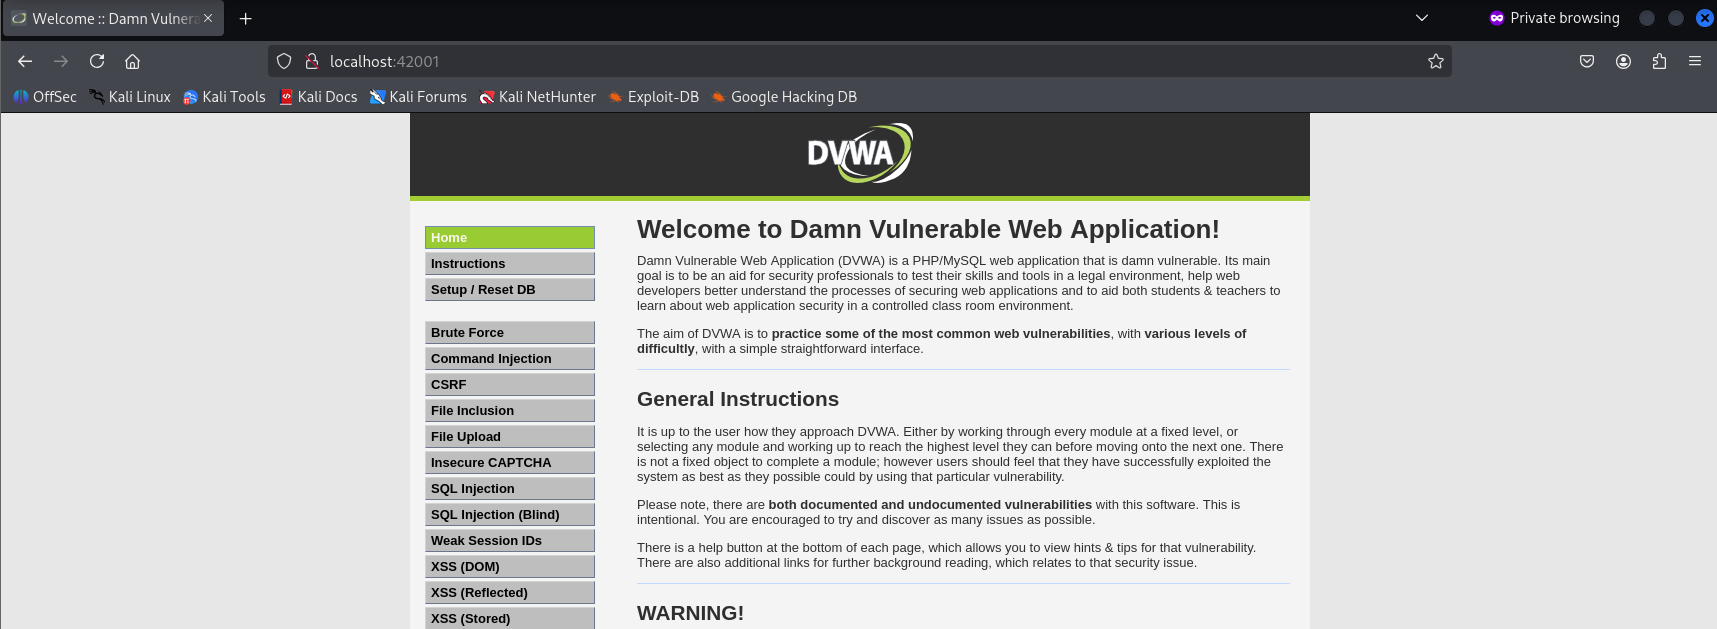 Welcome :: Damn Vulnera
Private browsing
localhost:42001
OffSec Kali Linux Kali Tools Kali Docs Kali Forums Kali NetHunter Exploit-DB Google Hacking DB
DVWA
Home
Instructions
Setup / Reset DB
Brute Force
Command Injection
CSRF
File Inclusion
File Upload
Insecure CAPTCHA
SQL Injection
SQL Injection (Blind)
Weak Session IDs
XSS (DOM)
XSS (Reflected)
XSS (Stored)
Welcome to Damn Vulnerable Web Application!
Damn Vulnerable Web Application (DVWA) is a PHP/MySQL web application that is damn vulnerable. Its main
goal is to be an aid for security professionals to test their skills and tools in a legal environment, help web
developers better understand the processes of securing web applications and to aid both students & teachers to
learn about web application security in a controlled class room environment.
The aim of DVWA is to practice some of the most common web vulnerabilities, with various levels of
difficultly, with a simple straightforward interface.
General Instructions
It is up to the user how they approach DVWA. Either by working through every module at a fixed level, or
selecting any module and working up to reach the highest level they can before moving onto the next one. There
is not a fixed object to complete a module; however users should feel that they have successfully exploited the
system as best as they possible could by using that particular vulnerability.
Please note, there are both documented and undocumented vulnerabilities with this software. This is
intentional. You are encouraged to try and discover as many issues as possible.
There is a help button at the bottom of each page, which allows you to view hints & tips for that vulnerability.
There are also additional links for further background reading, which relates to that security issue.
WARNING!